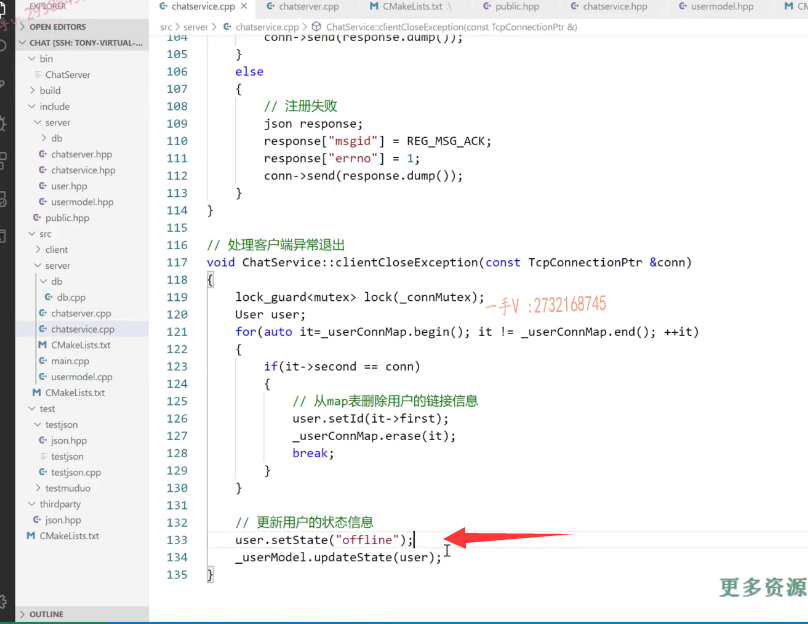 EXPLORER
OPEN EDITORS
CHAT [SSH: TONY-VIRTUAL-...
bin
ChatServer
build
include
server
db
chatserver.hpp
chatservice.hpp
user.hpp
usermodel.hpp
public.hpp
src
client
server
db
db.cpp
chatserver.cpp
chatservice.cpp
CMakeLists.txt
main.cpp
usermodel.cpp
CMakeLists.txt
test
testjson
json.hpp
testjson
testjson.cpp
testmuduo
thirdparty
json.hpp
CMakeLists.txt
OUTLINE
chatservice.cpp × chatserver.cpp CMakeLists.txt \ public.hpp chatservice.hpp usermodel.hpp
src > server > chatservice.cpp > ChatService::clientCloseException(const TcpConnectionPtr &)
104 conn->send(response.dump());
105 }
106 else
107 {
108 // 注册失败
109 json response;
110 response["msgid"] = REG_MSG_ACK;
111 response["errno"] = 1;
112 conn->send(response.dump());
113 }
114 }
115
116 // 处理客户端异常退出
117 void ChatService::clientCloseException(const TcpConnectionPtr &conn)
118 {
119 lock_guard<mutex> lock(_connMutex);
一手V :2732168745
120 User user;
121 for(auto it=_userConnMap.begin(); it != _userConnMap.end(); ++it)
122 {
123 if(it->second == conn)
124 {
125 // 从map表删除用户的链接信息
126 user.setId(it->first);
127 _userConnMap.erase(it);
128 break;
129 }
130 }
131
132 // 更新用户的状态信息
133 user.setState("offline");
134 _userModel.updateState(user);
135 }
更多资源